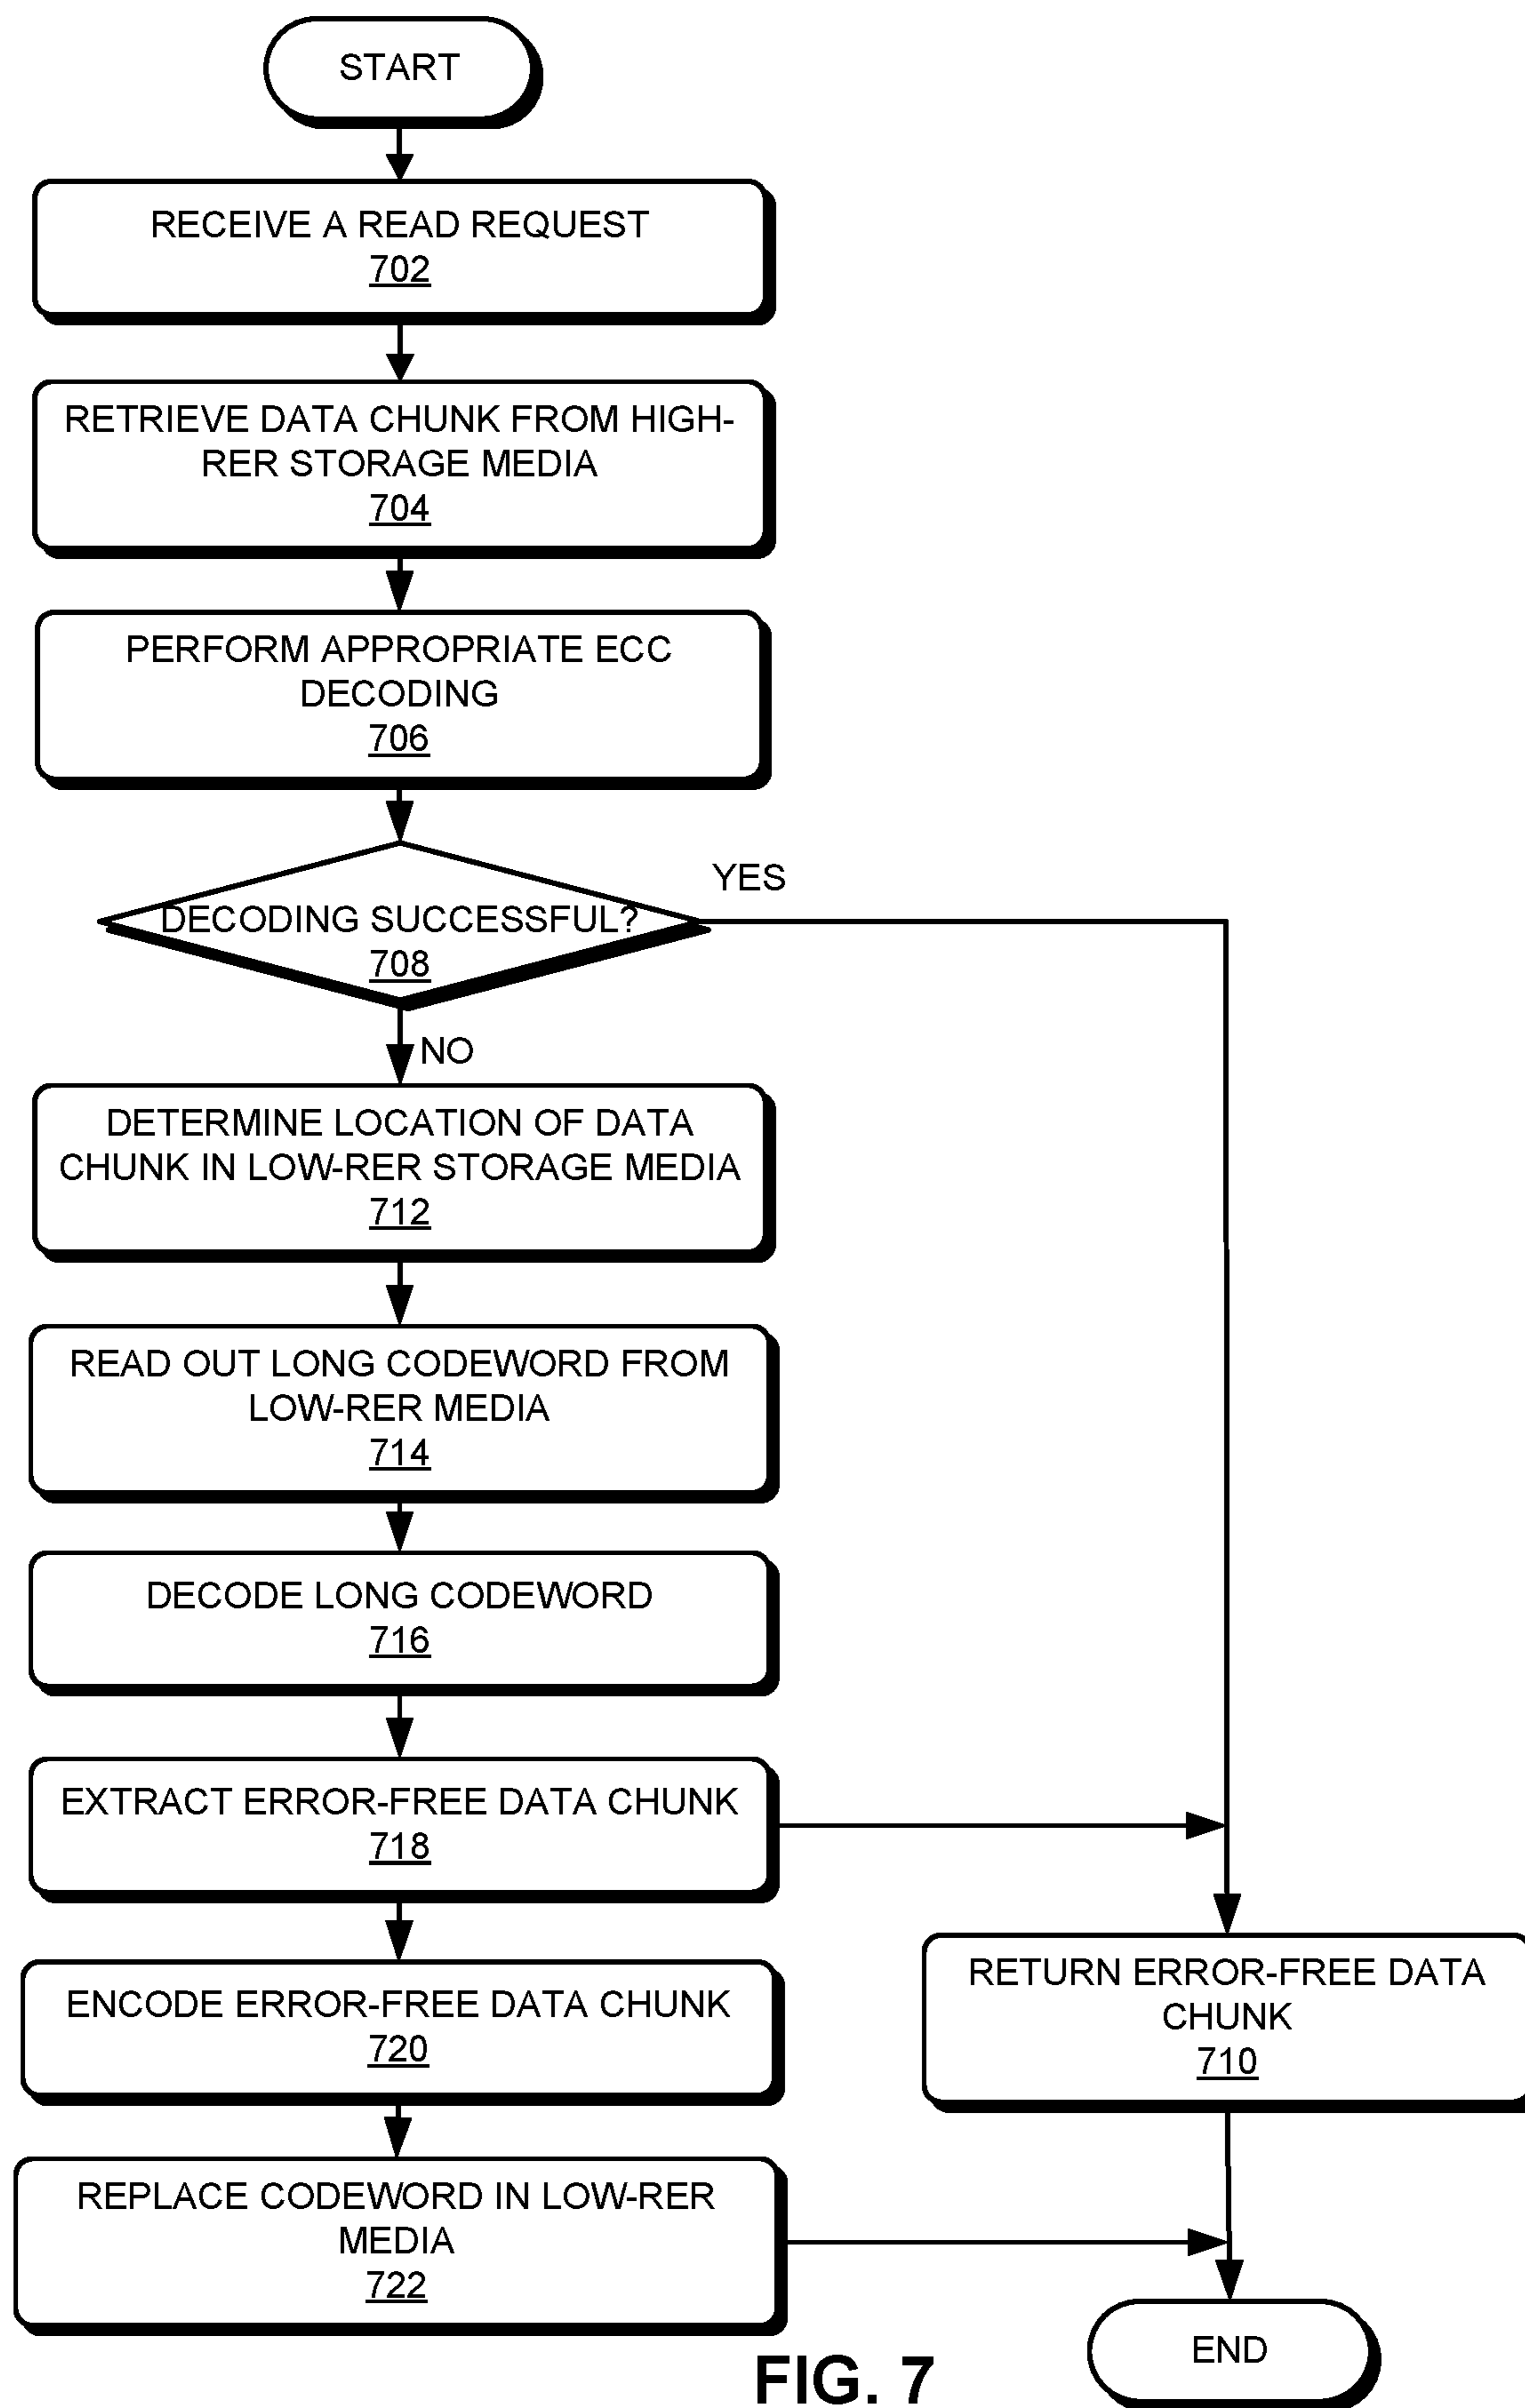 START
RECEIVE A READ REQUEST
702
RETRIEVE DATA CHUNK FROM HIGH-
RER STORAGE MEDIA
704
PERFORM APPROPRIATE ECC
DECODING
706
YES
DECODING SUCCESSFUL?
708
NO
DETERMINE LOCATION OF DATA
CHUNK IN LOW-RER STORAGE MEDIA
712
READ OUT LONG CODEWORD FROM
LOW-RER MEDIA
714
DECODE LONG CODEWORD
716
EXTRACT ERROR-FREE DATA CHUNK
718
ENCODE ERROR-FREE DATA CHUNK
720
RETURN ERROR-FREE DATA
CHUNK
710
REPLACE CODEWORD IN LOW-RER
MEDIA
722
END
FIG. 7